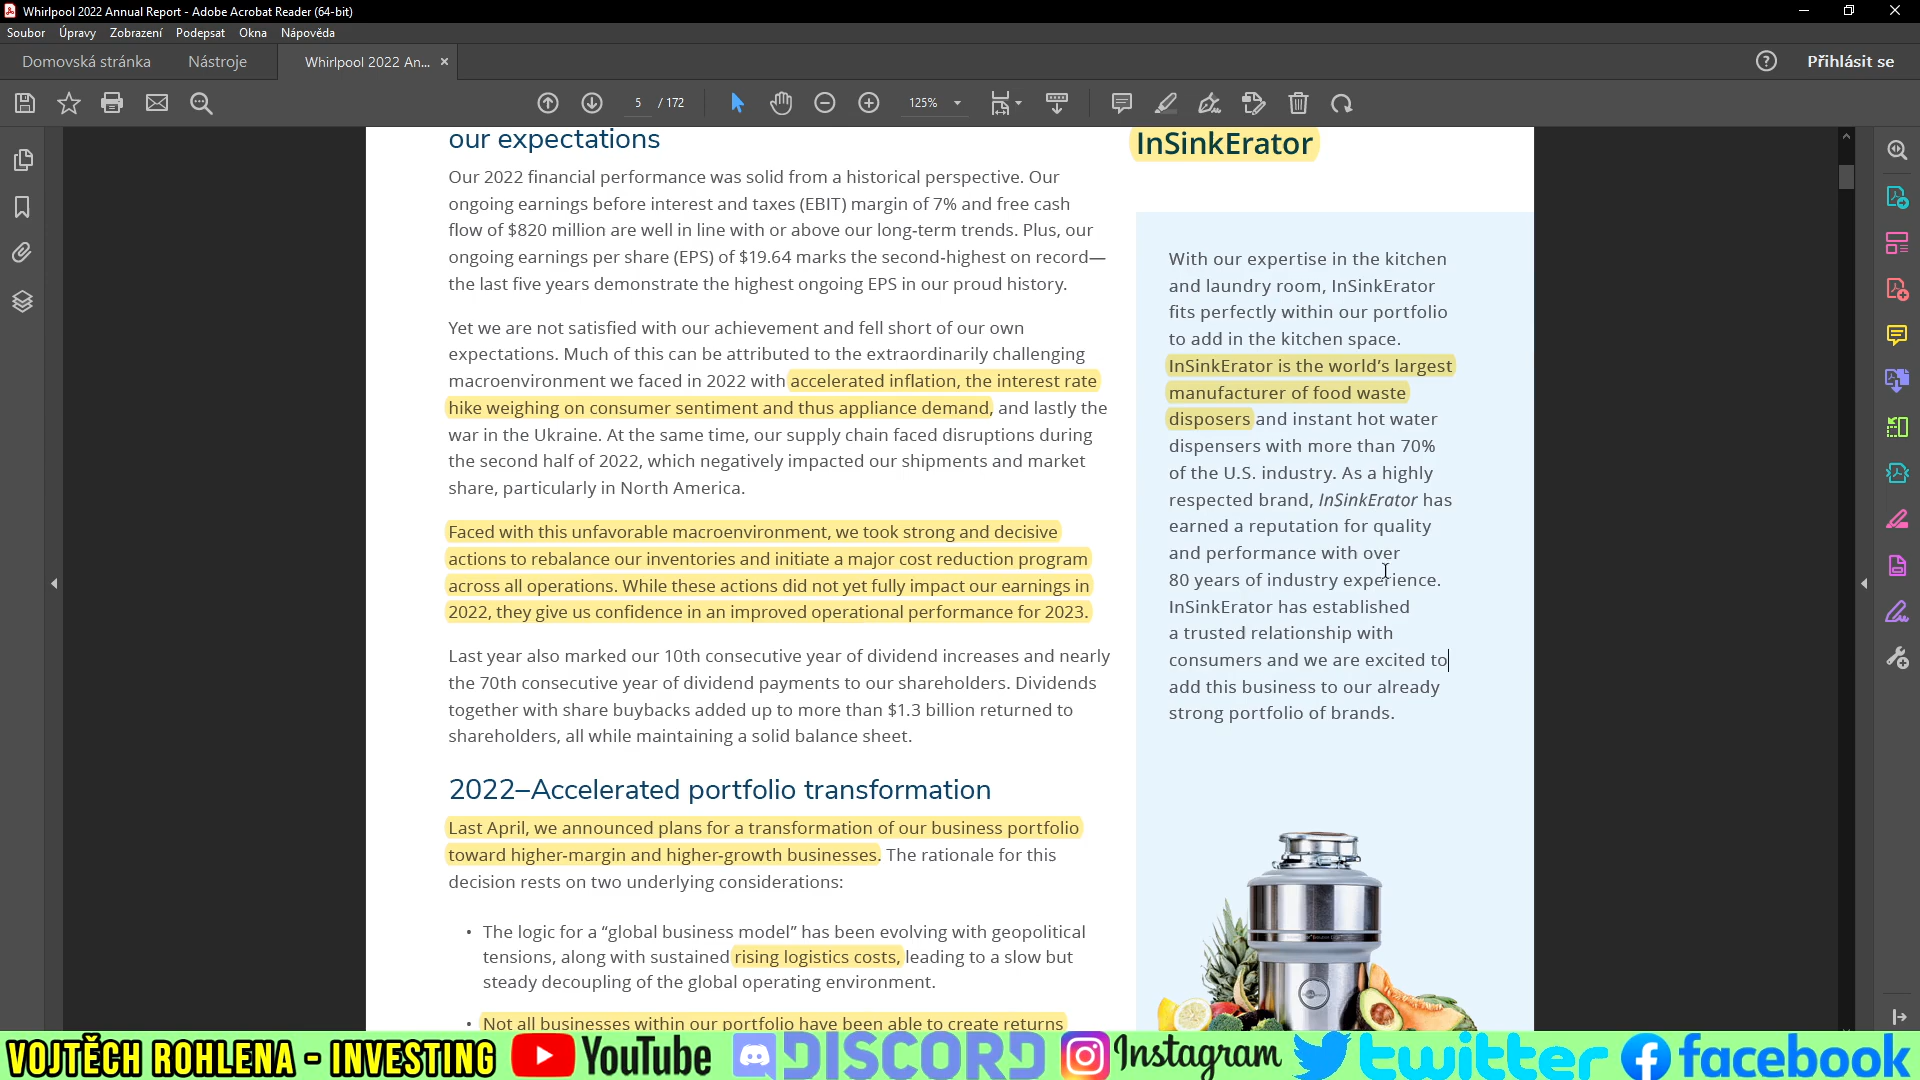 Whirlpool 2022 Annual Report - Adobe Acrobat Reader (64-bit)
Soubor Úpravy Zobrazení Podepsat Okna Nápověda
Domovská stránka Nástroje Whirlpool 2022 An... × Přihlásit se
5 / 172 125%
our expectations
Our 2022 financial performance was solid from a historical perspective. Our
ongoing earnings before interest and taxes (EBIT) margin of 7% and free cash
flow of $820 million are well in line with or above our long-term trends. Plus, our
ongoing earnings per share (EPS) of $19.64 marks the second-highest on record—
the last five years demonstrate the highest ongoing EPS in our proud history.
Yet we are not satisfied with our achievement and fell short of our own
expectations. Much of this can be attributed to the extraordinarily challenging
macroenvironment we faced in 2022 with accelerated inflation, the interest rate
hike weighing on consumer sentiment and thus appliance demand, and lastly the
war in the Ukraine. At the same time, our supply chain faced disruptions during
the second half of 2022, which negatively impacted our shipments and market
share, particularly in North America.
Faced with this unfavorable macroenvironment, we took strong and decisive
actions to rebalance our inventories and initiate a major cost reduction program
across all operations. While these actions did not yet fully impact our earnings in
2022, they give us confidence in an improved operational performance for 2023.
Last year also marked our 10th consecutive year of dividend increases and nearly
the 70th consecutive year of dividend payments to our shareholders. Dividends
together with share buybacks added up to more than $1.3 billion returned to
shareholders, all while maintaining a solid balance sheet.
2022–Accelerated portfolio transformation
Last April, we announced plans for a transformation of our business portfolio
toward higher-margin and higher-growth businesses. The rationale for this
decision rests on two underlying considerations:
• The logic for a “global business model” has been evolving with geopolitical
tensions, along with sustained rising logistics costs, leading to a slow but
steady decoupling of the global operating environment.
• Not all businesses within our portfolio have been able to create returns
InSinkErator
With our expertise in the kitchen
and laundry room, InSinkErator
fits perfectly within our portfolio
to add in the kitchen space.
InSinkErator is the world’s largest
manufacturer of food waste
disposers and instant hot water
dispensers with more than 70%
of the U.S. industry. As a highly
respected brand, InSinkErator has
earned a reputation for quality
and performance with over
80 years of industry experience.
InSinkErator has established
a trusted relationship with
consumers and we are excited to
add this business to our already
strong portfolio of brands.
VOJTĚCH ROHLENA - INVESTING YouTube DISCORD Instagram twitter facebook